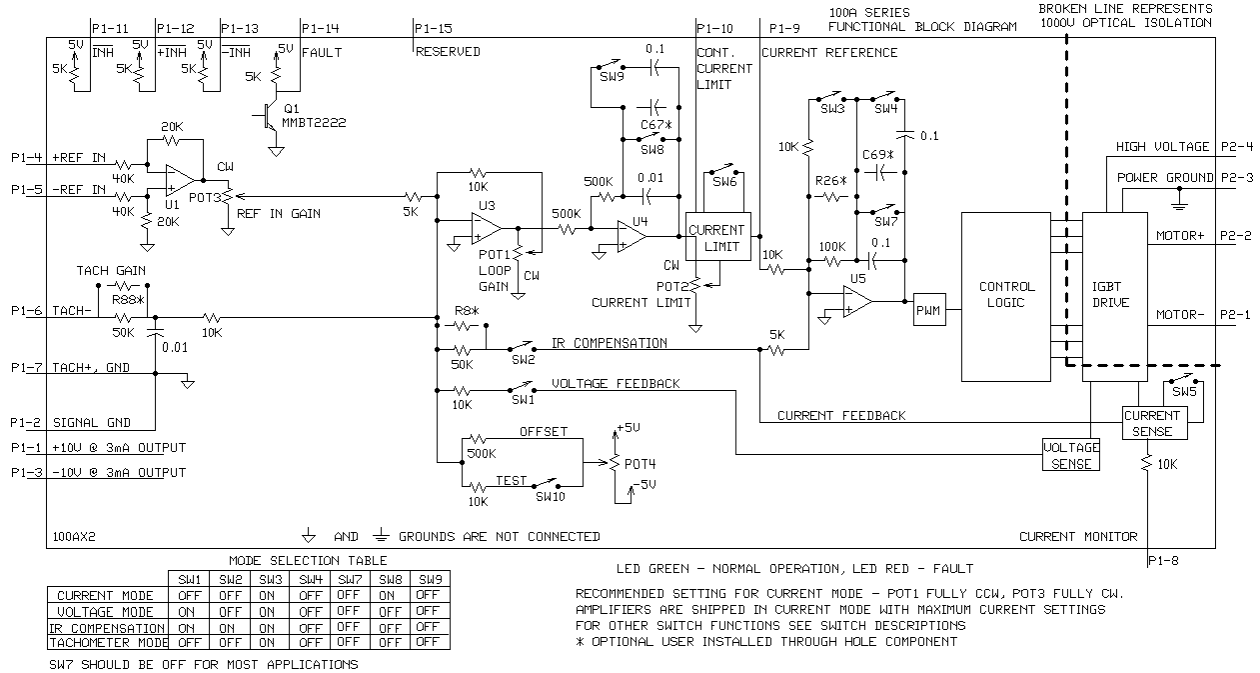 100A SERIES
FUNCTIONAL BLOCK DIAGRAM
BROKEN LINE REPRESENTS
1000V OPTICAL ISOLATION
P1-11
P1-12
P1-13
P1-14
P1-15
P1-10
P1-9
5V
INH
5K
5V
+INH
5K
5V
-INH
5K
5V
FAULT
5K
RESERVED
CONT.
CURRENT
LIMIT
CURRENT REFERENCE
Q1
MMBT2222
0.1
SW9
C67*
SW8
500K
0.01
SW6
SW3
SW4
0.1
10K
C69*
R26*
SW7
100K
0.1
P1-4
+REF IN
20K
40K
CW
P1-5
-REF IN
40K
U1
20K
POT3
REF IN GAIN
5K
10K
U3
500K
U4
POT1
LOOP
GAIN
CW
CURRENT
LIMIT
CW
POT2
CURRENT LIMIT
10K
U5
PWM
CONTROL
LOGIC
IGBT
DRIVE
HIGH VOLTAGE
P2-4
POWER GROUND
P2-3
MOTOR+
P2-2
MOTOR-
P2-1
TACH GAIN
R88*
P1-6
TACH-
50K
0.01
10K
R8*
50K
SW2
IR COMPENSATION
5K
P1-7
TACH+, GND
10K
SW1
VOLTAGE FEEDBACK
SW5
CURRENT FEEDBACK
CURRENT
SENSE
P1-2
SIGNAL GND
P1-1
+10V @ 3mA OUTPUT
P1-3
-10V @ 3mA OUTPUT
OFFSET
500K
+5V
POT4
-5V
TEST
10K
SW10
VOLTAGE
SENSE
10K
100AX2
AND
GROUNDS ARE NOT CONNECTED
CURRENT MONITOR
P1-8
MODE SELECTION TABLE
SW1 SW2 SW3 SW4 SW7 SW8 SW9
CURRENT MODE OFF OFF ON OFF OFF ON OFF
VOLTAGE MODE ON OFF ON OFF OFF OFF OFF
IR COMPENSATION ON ON ON OFF OFF OFF OFF
TACHOMETER MODE OFF OFF ON OFF OFF OFF OFF
SW7 SHOULD BE OFF FOR MOST APPLICATIONS
LED GREEN - NORMAL OPERATION, LED RED - FAULT
RECOMMENDED SETTING FOR CURRENT MODE - POT1 FULLY CCW, POT3 FULLY CW.
AMPLIFIERS ARE SHIPPED IN CURRENT MODE WITH MAXIMUM CURRENT SETTINGS
FOR OTHER SWITCH FUNCTIONS SEE SWITCH DESCRIPTIONS
* OPTIONAL USER INSTALLED THROUGH HOLE COMPONENT